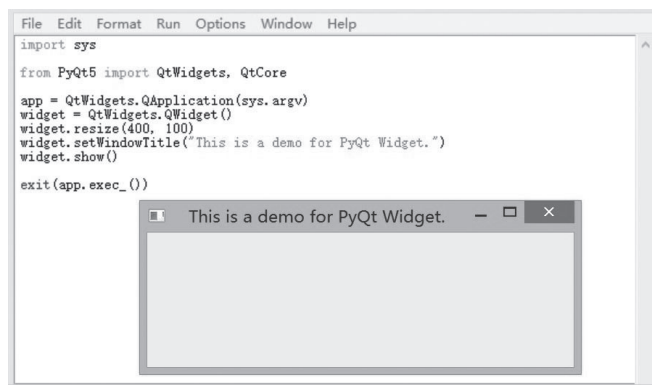 File Edit Format Run Options Window Help
import sys
from PyQt5 import QtWidgets, QtCore
app = QtWidgets.QApplication(sys.argv)
widget = QtWidgets.QWidget()
widget.resize(400, 100)
widget.setWindowTitle("This is a demo for PyQt Widget.")
widget.show()
exit(app.exec_())
This is a demo for PyQt Widget.